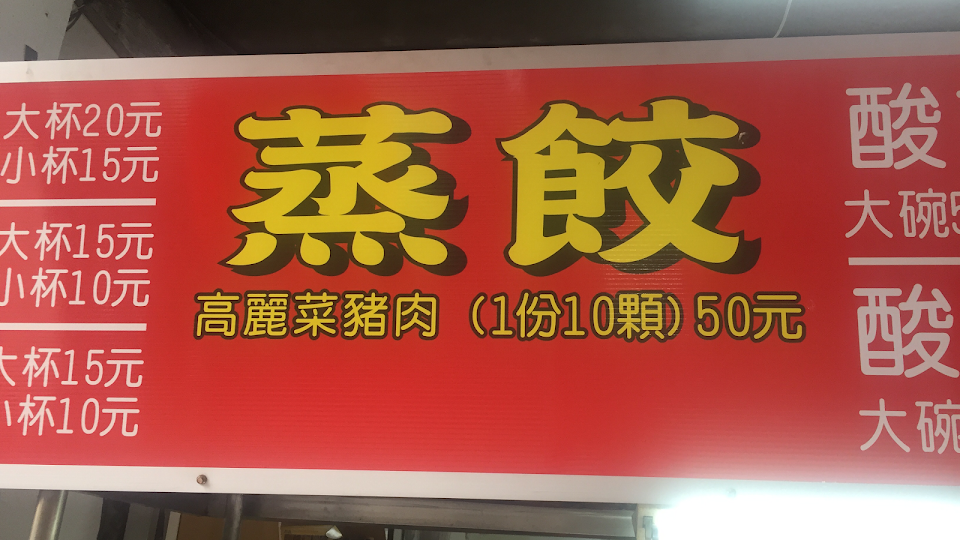 大杯20元
小杯15元
大杯15元
小杯10元
大杯15元
小杯10元
蒸餃
高麗菜豬肉（1份10顆）50元
酸
大碗5
酸
大碗